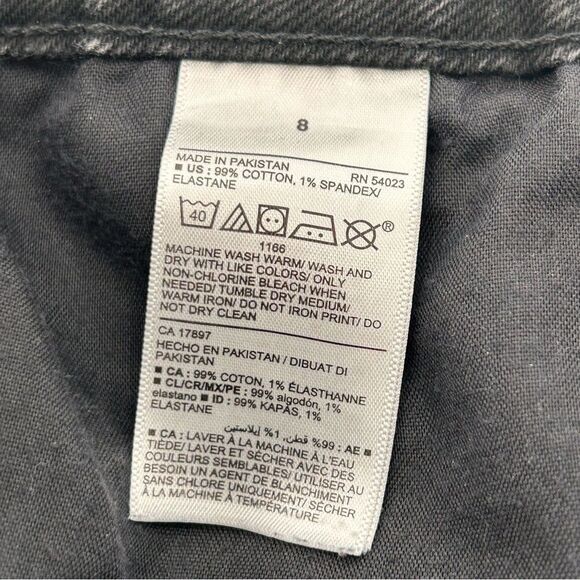 8
MADE IN PAKISTAN RN 54023
■ US : 99% COTTON, 1% SPANDEX/
ELASTANE
40
®
1166
MACHINE WASH WARM/ WASH AND
DRY WITH LIKE COLORS/ ONLY
NON-CHLORINE BLEACH WHEN
NEEDED/ TUMBLE DRY MEDIUM/
WARM IRON/ DO NOT IRON PRINT/ DO
NOT DRY CLEAN
CA 17897
HECHO EN PAKISTAN / DIBUAT DI
PAKISTAN
■ CA : 99% COTON, 1% ÉLASTHANNE
■ CL/CR/MX/PE : 99% algodón, 1%
elastano ■ ID : 99% KAPAS, 1%
ELASTANE
■ AE : 99% قطن, 1% إيلاستين
■ CA : LAVER À LA MACHINE À L'EAU
TIÈDE/ LAVER ET SÉCHER AVEC DES
COULEURS SEMBLABLES/ UTILISER AU
BESOIN UN AGENT DE BLANCHIMENT
SANS CHLORE UNIQUEMENT/ SÉCHER
À LA MACHINE À TEMPÉRATURE